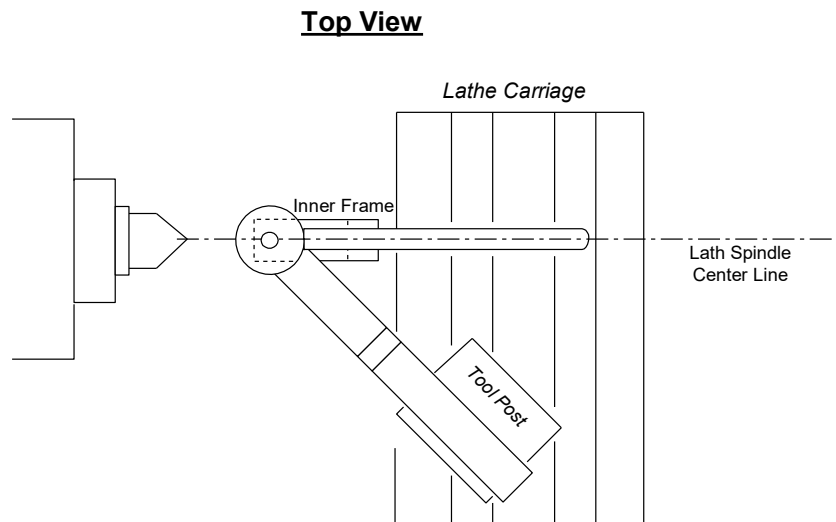 Top View
Lathe Carriage
Inner Frame
Lath Spindle
Center Line
Tool Post